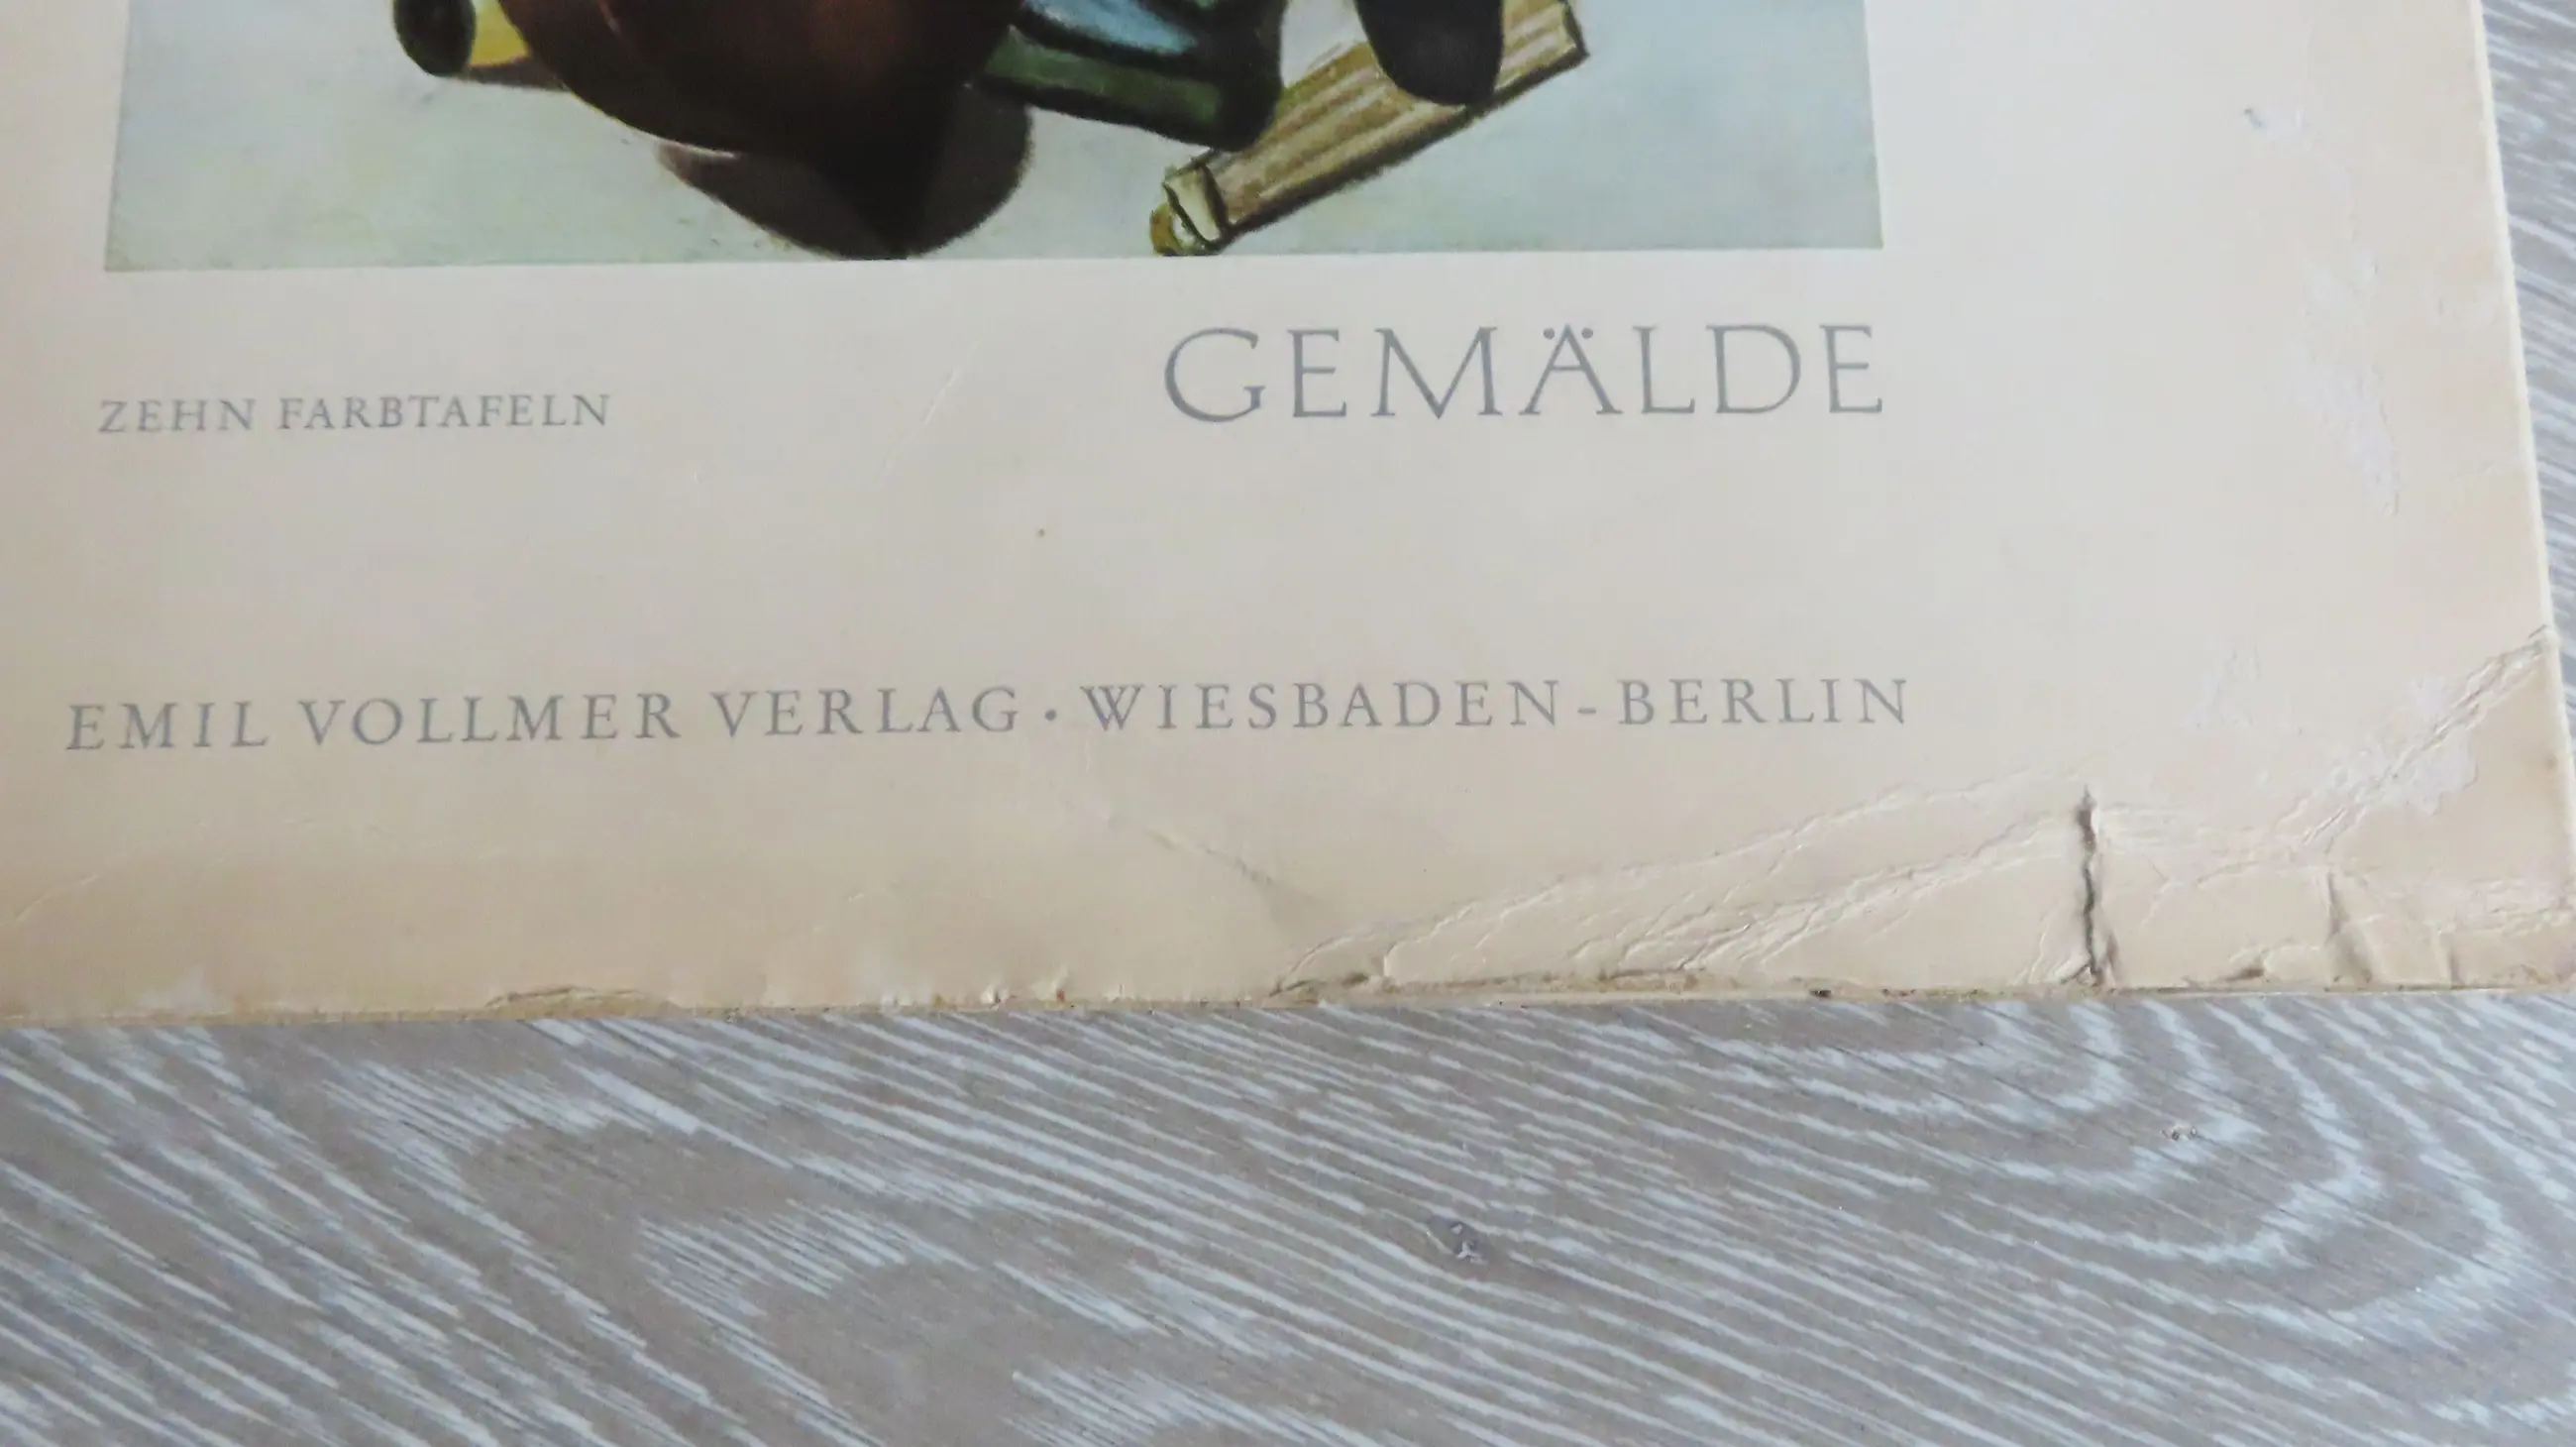 GEMÄLDE
ZEHN FARBTAFELN
EMIL VOLLMER VERLAG · WIESBADEN-BERLIN